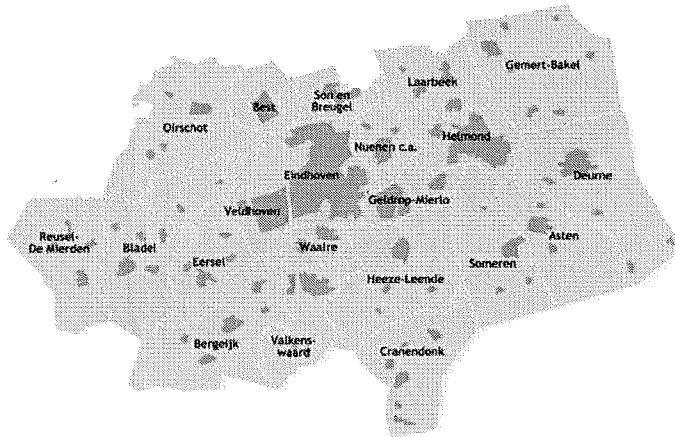 Gemert-Bakel
Laarbeek
Son en
Breugel
Best
Oirschot
Helmond
Nuenen c.a.
Eindhoven
Deurne
Geldrop-Mierlo
Veldhoven
Reusel-
De Mierden
Bladel
Waalre
Asten
Eersel
Someren
Heeze-Leende
Bergeijk
Valkens-
waard
Cranendonk